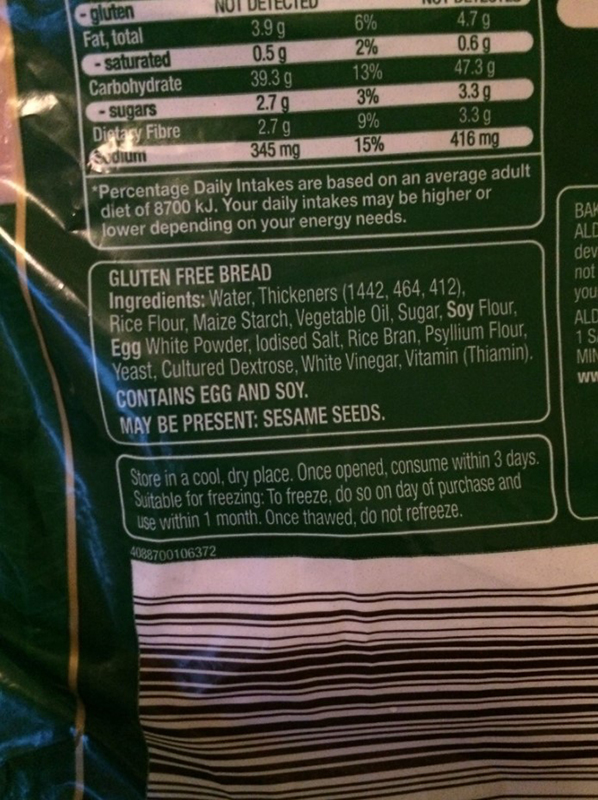 - gluten NOT DETECTED
Fat, total 3.9 g 6% 4.7 g
- saturated 0.5 g 2% 0.6 g
Carbohydrate 39.3 g 13% 47.3 g
- sugars 2.7 g 3% 3.3 g
Dietary Fibre 2.7 g 9% 3.3 g
Sodium 345 mg 15% 416 mg
*Percentage Daily Intakes are based on an average adult
diet of 8700 kJ. Your daily intakes may be higher or
lower depending on your energy needs.
GLUTEN FREE BREAD
Ingredients: Water, Thickeners (1442, 464, 412),
Rice Flour, Maize Starch, Vegetable Oil, Sugar, Soy Flour,
Egg White Powder, Iodised Salt, Rice Bran, Psyllium Flour,
Yeast, Cultured Dextrose, White Vinegar, Vitamin (Thiamin).
CONTAINS EGG AND SOY.
MAY BE PRESENT: SESAME SEEDS.
Store in a cool, dry place. Once opened, consume within 3 days.
Suitable for freezing: To freeze, do so on day of purchase and
use within 1 month. Once thawed, do not refreeze.
4088700106372
not